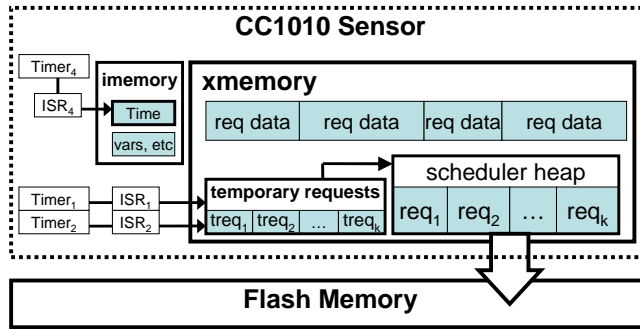 CC1010 Sensor
Timer4
ISR4
imemory
Time
vars, etc
xmemory
req data req data req data req data
Timer1 ISR1
Timer2 ISR2
temporary requests
treq1 treq2 ... treqk
scheduler heap
req1 req2 ... reqk
Flash Memory